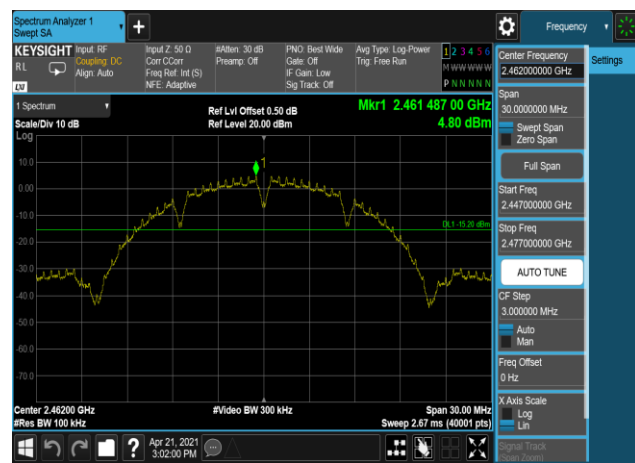 Spectrum Analyzer 1
Swept SA
+
Frequency
KEYSIGHT
RL
LXI
Input: RF
Coupling: DC
Align: Auto
Input Z: 50 Ω
Corr CCorr
Freq Ref: Int (S)
NFE: Adaptive
#Atten: 30 dB
Preamp: Off
PNO: Best Wide
Gate: Off
IF Gain: Low
Sig Track: Off
Avg Type: Log-Power
Trig: Free Run
1 2 3 4 5 6
M W W W W W
P N N N N N
Center Frequency
2.462000000 GHz
Settings
Span
30.0000000 MHz
Swept Span
Zero Span
Full Span
Start Freq
2.447000000 GHz
Stop Freq
2.477000000 GHz
AUTO TUNE
CF Step
3.000000 MHz
Auto
Man
Freq Offset
0 Hz
X Axis Scale
Log
Lin
Signal Track
(Span Zoom)
1 Spectrum
Scale/Div 10 dB
Log
Ref Lvl Offset 0.50 dB
Ref Level 20.00 dBm
Mkr1 2.461 487 00 GHz
4.80 dBm
1
10.0
0.00
-10.0
DL1 -15.20 dBm
-20.0
-30.0
-40.0
-50.0
-60.0
-70.0
Center 2.46200 GHz
#Res BW 100 kHz
#Video BW 300 kHz
Span 30.00 MHz
Sweep 2.67 ms (40001 pts)
?
Apr 21, 2021
3:02:00 PM